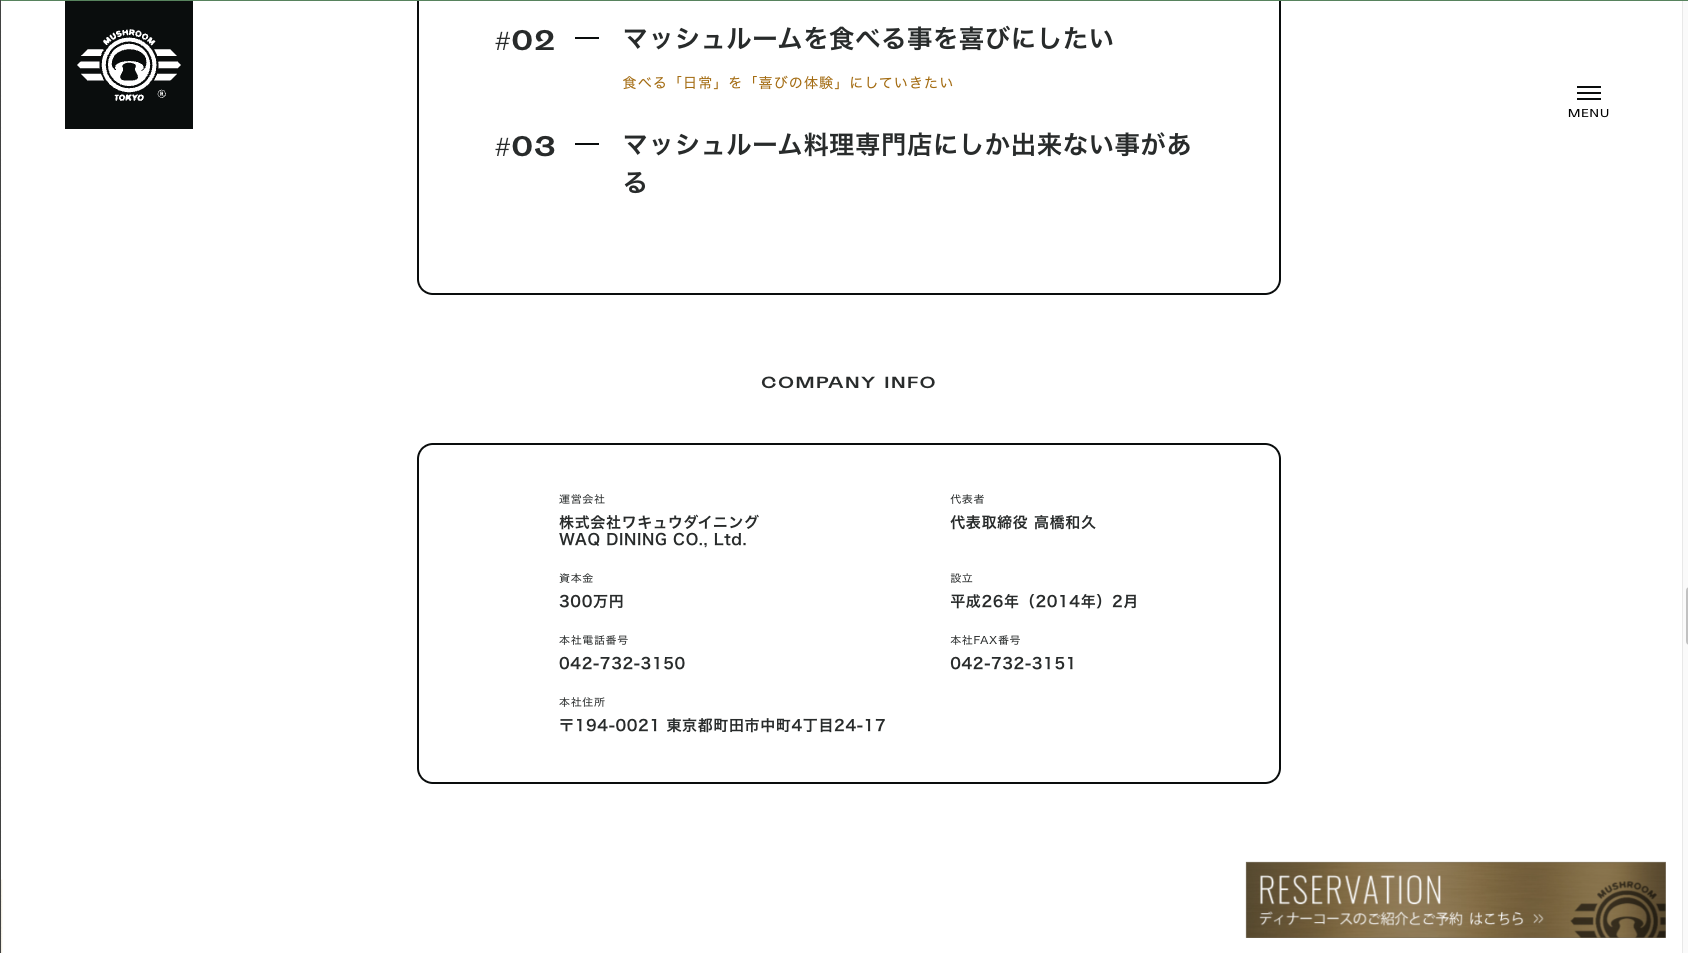 MUSHROOM
TOKYO
®
#02 — マッシュルームを食べる事を喜びにしたい
食べる「日常」を「喜びの体験」にしていきたい
MENU
#03 — マッシュルーム料理専門店にしか出来ない事があ
る
COMPANY INFO
運営会社
株式会社ワキュウダイニング
WAQ DINING CO., Ltd.
代表者
代表取締役 高橋和久
資本金
300万円
設立
平成26年（2014年）2月
本社電話番号
042-732-3150
本社FAX番号
042-732-3151
本社住所
〒194-0021 東京都町田市中町4丁目24-17
RESERVATION
ディナーコースのご紹介とご予約 はこちら »
MUSHROOM